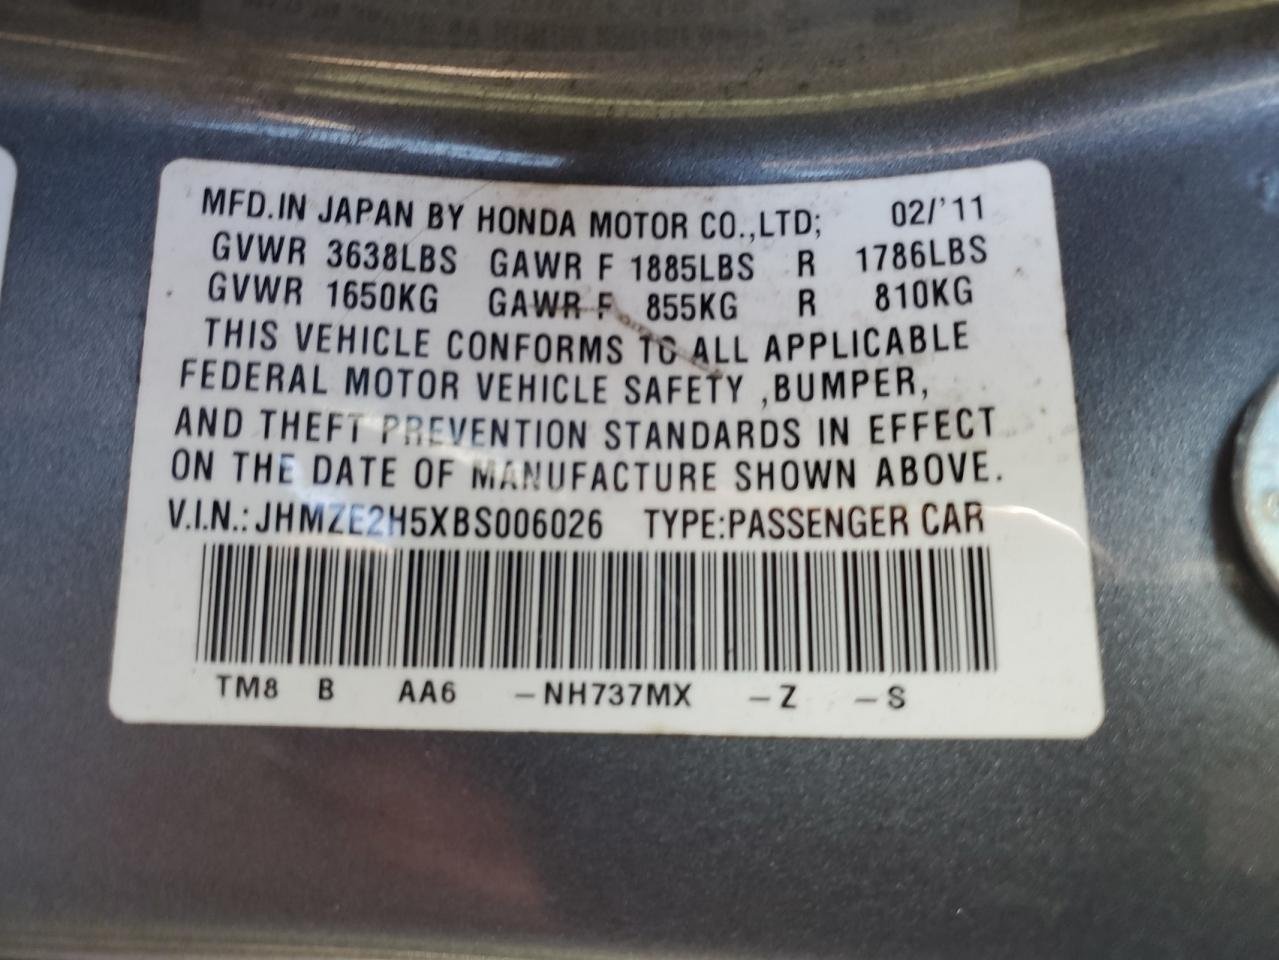 MFD.IN JAPAN BY HONDA MOTOR CO.,LTD; 02/'11
GVWR 3638LBS GAWR F 1885LBS R 1786LBS
GVWR 1650KG GAWR F 855KG R 810KG
THIS VEHICLE CONFORMS TO ALL APPLICABLE
FEDERAL MOTOR VEHICLE SAFETY ,BUMPER,
AND THEFT PREVENTION STANDARDS IN EFFECT
ON THE DATE OF MANUFACTURE SHOWN ABOVE.
V.I.N.:JHMZE2H5XBS006026 TYPE:PASSENGER CAR
TM8 B AA6 -NH737MX -Z -S